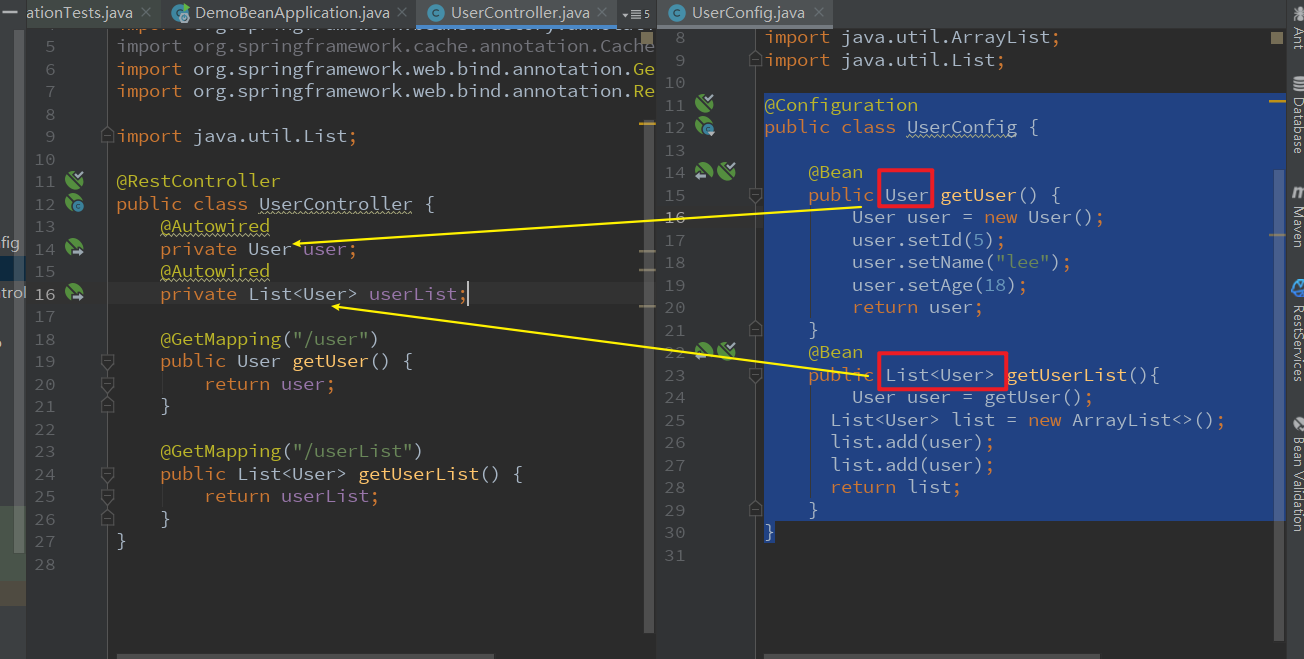 ationTests.java
DemoBeanApplication.java
UserController.java
5
UserConfig.java
5 import org.springframework.cache.annotation.Cache
6 import org.springframework.web.bind.annotation.Ge
7 import org.springframework.web.bind.annotation.Re
8
9 import java.util.List;
10
11 @RestController
12 public class UserController {
13 @Autowired
14 private User user;
15 @Autowired
16 private List<User> userList;
17
18 @GetMapping("/user")
19 public User getUser() {
20 return user;
21 }
22
23 @GetMapping("/userList")
24 public List<User> getUserList() {
25 return userList;
26 }
27 }
28
8 import java.util.ArrayList;
9 import java.util.List;
10
11 @Configuration
12 public class UserConfig {
13
14 @Bean
15 public User getUser() {
16 User user = new User();
17 user.setId(5);
18 user.setName("lee");
19 user.setAge(18);
20 return user;
21 }
22 @Bean
23 public List<User> getUserList(){
24 User user = getUser();
25 List<User> list = new ArrayList<>();
26 list.add(user);
27 list.add(user);
28 return list;
29 }
30 }
31
fig
trol
Ant
Database
Maven
RestServices
Bean Validation